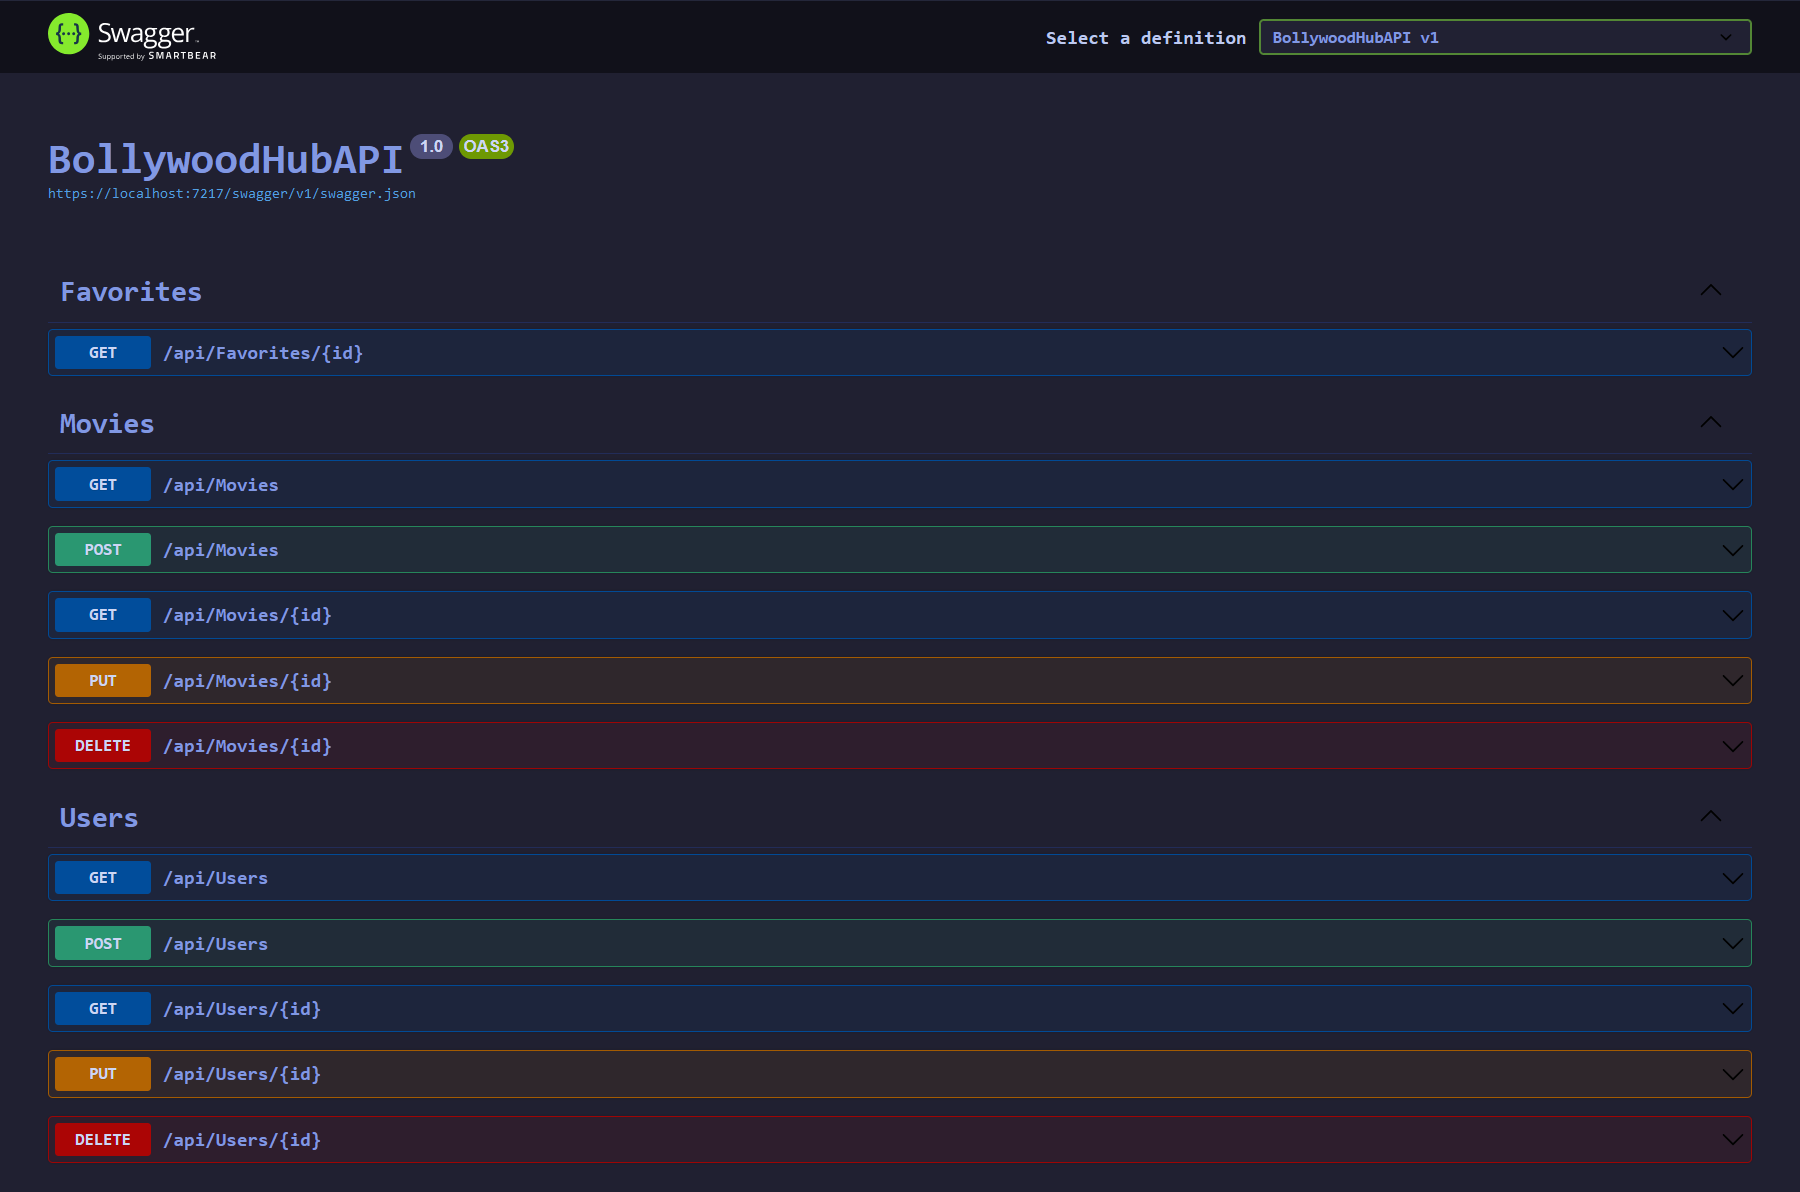 Swagger
Supported by SMARTBEAR
Select a definition
BollywoodHubAPI v1
BollywoodHubAPI 1.0 OAS3
https://localhost:7217/swagger/v1/swagger.json
Favorites
GET /api/Favorites/{id}
Movies
GET /api/Movies
POST /api/Movies
GET /api/Movies/{id}
PUT /api/Movies/{id}
DELETE /api/Movies/{id}
Users
GET /api/Users
POST /api/Users
GET /api/Users/{id}
PUT /api/Users/{id}
DELETE /api/Users/{id}